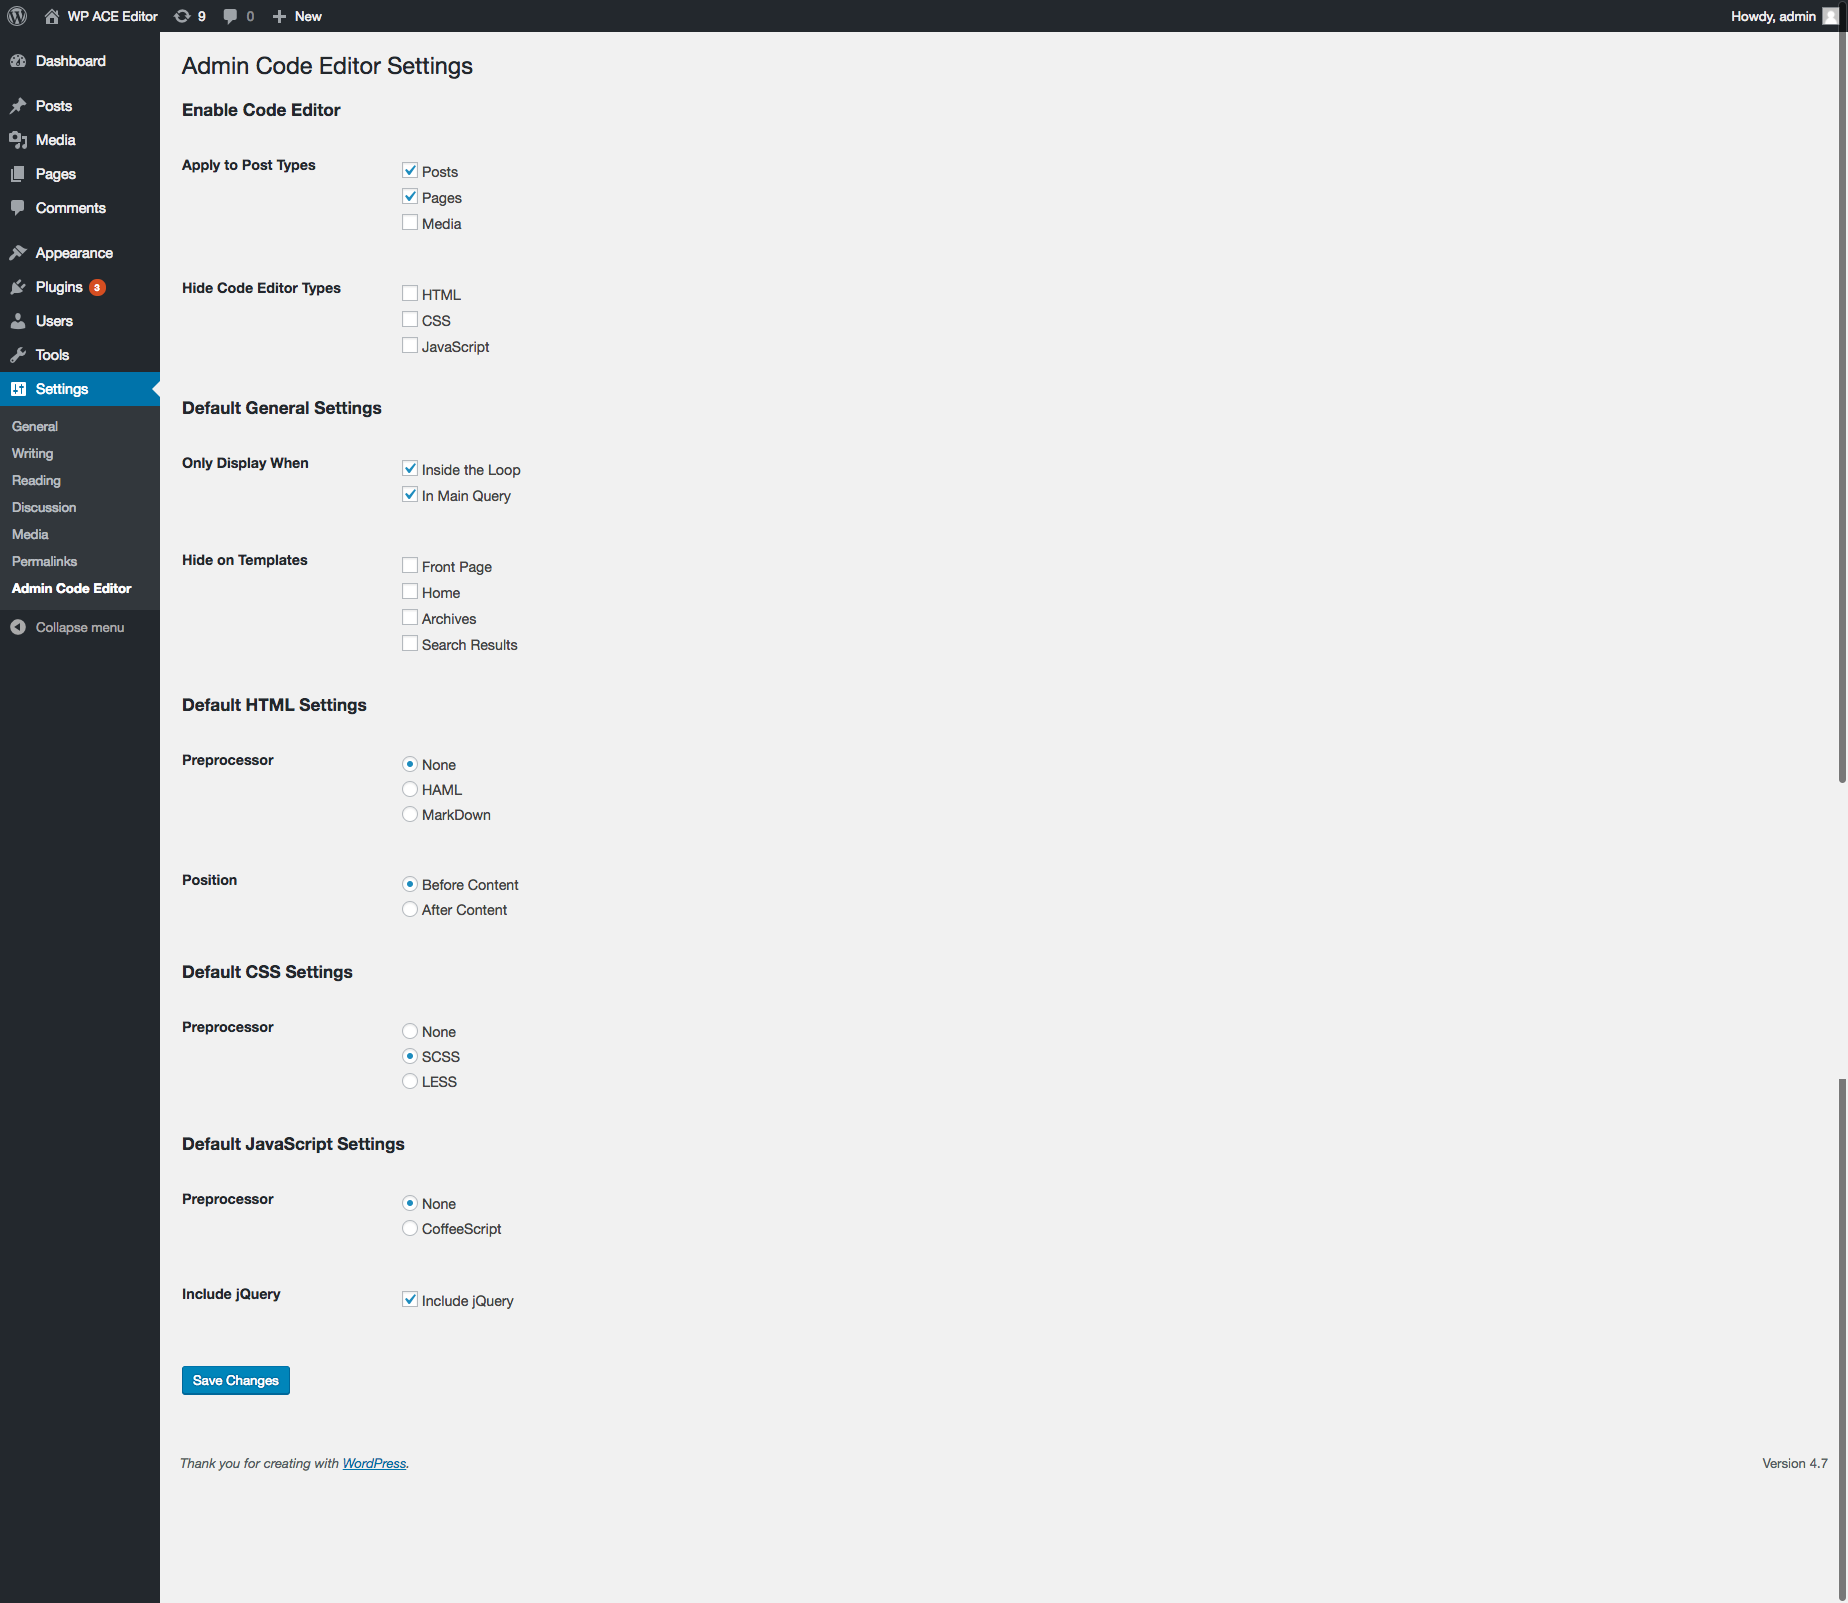 WP ACE Editor 9 0 New Howdy, admin
Dashboard
Posts
Media
Pages
Comments
Appearance
Plugins 3
Users
Tools
Settings
General
Writing
Reading
Discussion
Media
Permalinks
Admin Code Editor
Collapse menu
Admin Code Editor Settings
Enable Code Editor
Apply to Post Types
Posts
Pages
Media
Hide Code Editor Types
HTML
CSS
JavaScript
Default General Settings
Only Display When
Inside the Loop
In Main Query
Hide on Templates
Front Page
Home
Archives
Search Results
Default HTML Settings
Preprocessor
None
HAML
MarkDown
Position
Before Content
After Content
Default CSS Settings
Preprocessor
None
SCSS
LESS
Default JavaScript Settings
Preprocessor
None
CoffeeScript
Include jQuery
Include jQuery
Save Changes
Thank you for creating with WordPress.
Version 4.7